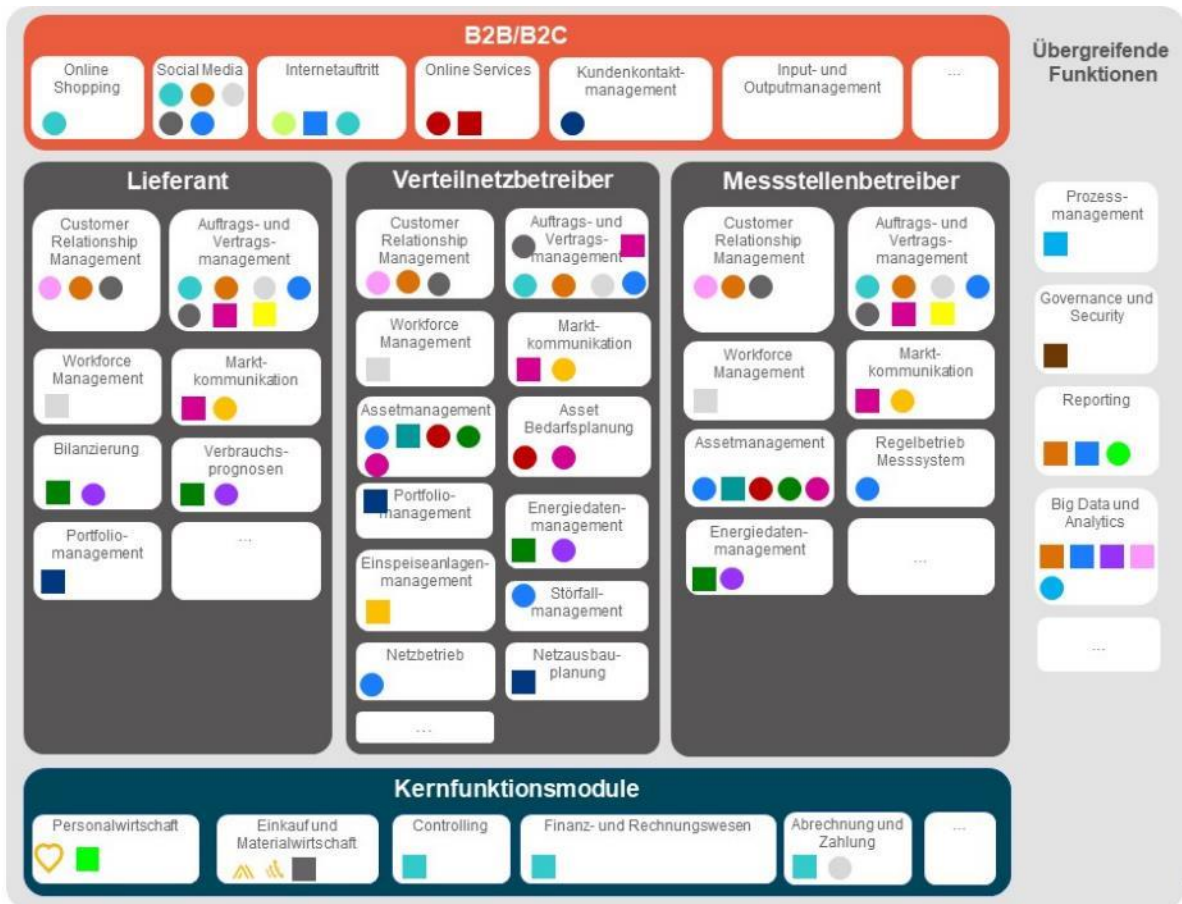 B2B/B2C
Online
Shopping
Social Media
Internetauftritt
Online Services
Kundenkontakt-
management
Input- und
Outputmanagement
...
Übergreifende
Funktionen
Prozess-
management
Governance und
Security
Reporting
Big Data und
Analytics
...
Lieferant
Customer
Relationship
Management
Auftrags- und
Vertrags-
management
Workforce
Management
Markt-
kommunikation
Bilanzierung
Verbrauchs-
prognosen
Portfolio-
management
...
Verteilnetzbetreiber
Customer
Relationship
Management
Auftrags- und
Vertrags-
management
Workforce
Management
Markt-
kommunikation
Assetmanagement
Asset
Bedarfsplanung
Portfolio-
management
Energiedaten-
management
Einspeiseanlagen-
management
Störfall-
management
Netzbetrieb
Netzausbau-
planung
...
Messstellenbetreiber
Customer
Relationship
Management
Auftrags- und
Vertrags-
management
Workforce
Management
Markt-
kommunikation
Assetmanagement
Regelbetrieb
Messsystem
Energiedaten-
management
...
Kernfunktionsmodule
Personalwirtschaft
Einkauf und
Materialwirtschaft
Controlling
Finanz- und Rechnungswesen
Abrechnung und
Zahlung
...